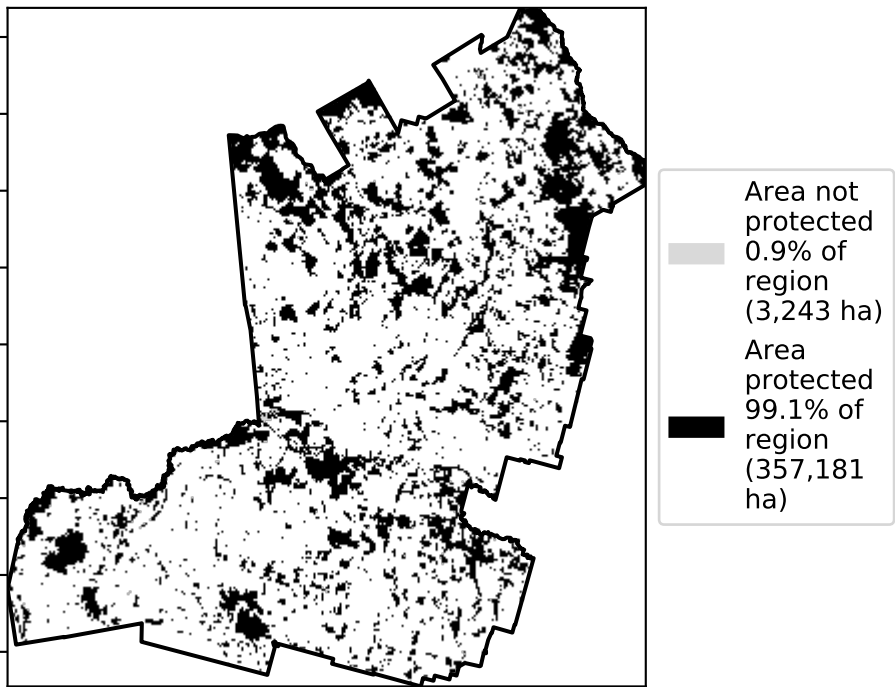 Area not
protected
0.9% of
region
(3,243 ha)
Area
protected
99.1% of
region
(357,181
ha)